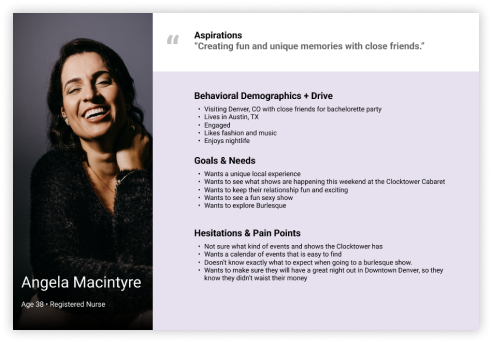 “
Aspirations
“Creating fun and unique memories with close friends.”
Behavioral Demographics + Drive
• Visiting Denver, CO with close friends for bachelorette party
• Lives in Austin, TX
• Engaged
• Likes fashion and music
• Enjoys nightlife
Goals & Needs
• Wants a unique local experience
• Wants to see what shows are happening this weekend at the Clocktower Cabaret
• Wants to keep their relationship fun and exciting
• Wants to see a fun sexy show
• Wants to explore Burlesque
Hesitations & Pain Points
• Not sure what kind of events and shows the Clocktower has
• Wants a calendar of events that is easy to find
• Doesn't know exactly what to expect when going to a burlesque show.
• Wants to make sure they will have a great night out in Downtown Denver, so they
know they didn't waist their money
Angela Macintyre
Age 38 • Registered Nurse